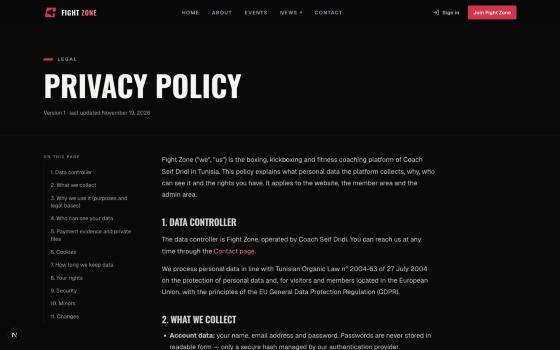 FIGHT ZONE
HOME
ABOUT
EVENTS
NEWS
CONTACT
Sign in
Join Fight Zone
LEGAL
PRIVACY POLICY
Version 1 · last updated November 19, 2026
ON THIS PAGE
1. Data controller
2. What we collect
3. Why we use it (purposes and
legal bases)
4. Who can see your data
5. Payment evidence and private
files
6. Cookies
7. How long we keep data
8. Your rights
9. Security
10. Minors
11. Changes
Fight Zone ("we", "us") is the boxing, kickboxing and fitness coaching platform of Coach
Seif Dridi in Tunisia. This policy explains what personal data the platform collects, why, who
can see it and the rights you have. It applies to the website, the member area and the
admin area.
1. DATA CONTROLLER
The data controller is Fight Zone, operated by Coach Seif Dridi. You can reach us at any
time through the Contact page.
We process personal data in line with Tunisian Organic Law n° 2004-63 of 27 July 2004
on the protection of personal data and, for visitors and members located in the European
Union, with the principles of the EU General Data Protection Regulation (GDPR).
2. WHAT WE COLLECT
• Account data: your name, email address and password. Passwords are never stored in
readable form — only a secure hash managed by our authentication provider.
N